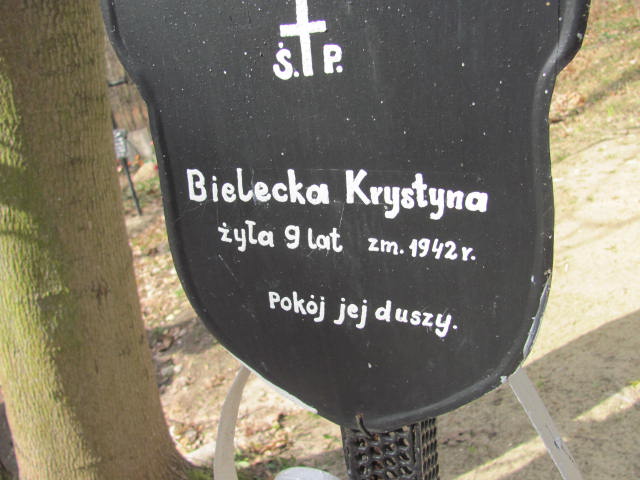 Ś. P.
Bielecka Krystyna
żyła 9 lat zm. 1942 r.
Pokój jej duszy.